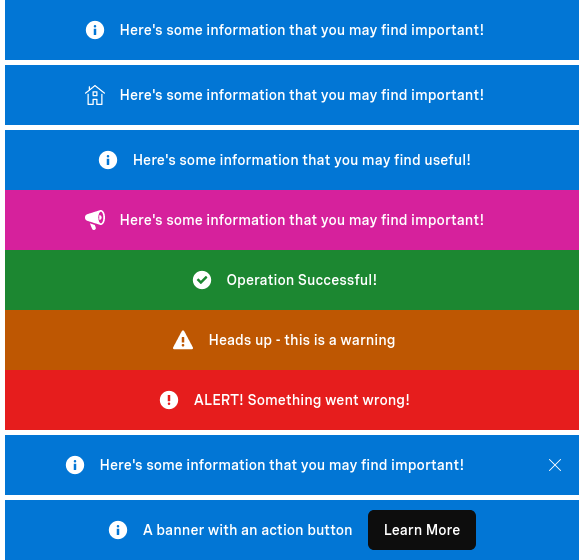 Here's some information that you may find important!
Here's some information that you may find important!
Here's some information that you may find useful!
Here's some information that you may find important!
Operation Successful!
Heads up - this is a warning
ALERT! Something went wrong!
Here's some information that you may find important!
A banner with an action button Learn More